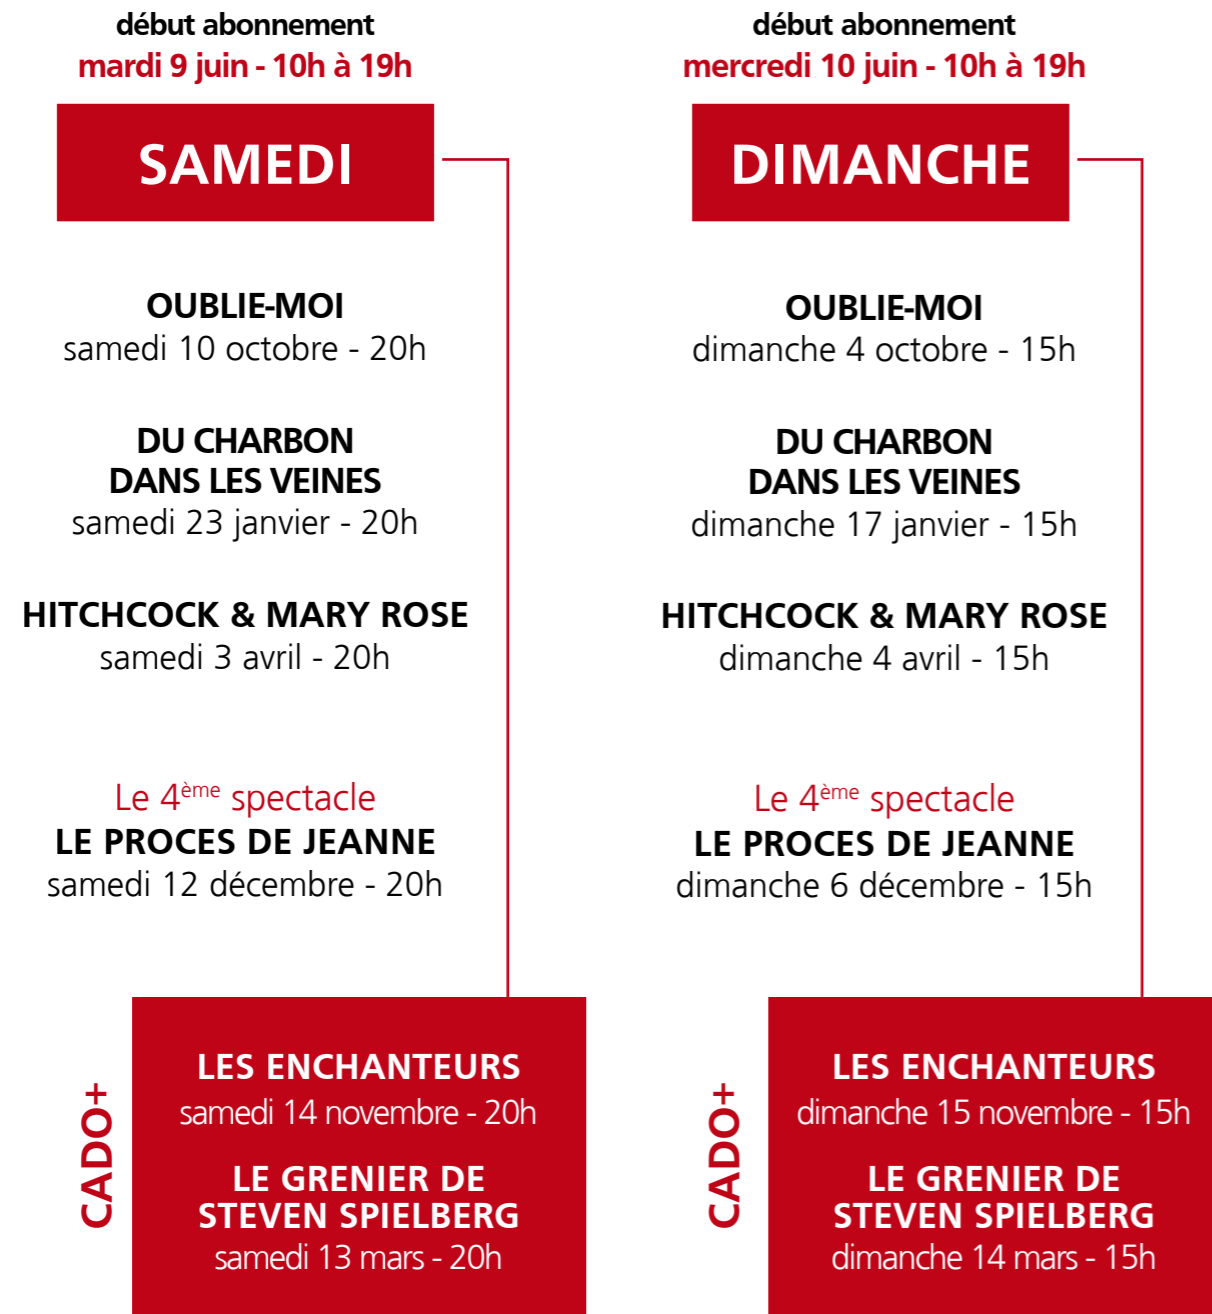 début abonnement
mardi 9 juin - 10h à 19h
SAMEDI
OUBLIE-MOI
samedi 10 octobre - 20h
DU CHARBON
DANS LES VEINES
samedi 23 janvier - 20h
HITCHCOCK & MARY ROSE
samedi 3 avril - 20h
Le 4ème spectacle
LE PROCES DE JEANNE
samedi 12 décembre - 20h
CADO+
LES ENCHANTEURS
samedi 14 novembre - 20h
LE GRENIER DE
STEVEN SPIELBERG
samedi 13 mars - 20h
début abonnement
mercredi 10 juin - 10h à 19h
DIMANCHE
OUBLIE-MOI
dimanche 4 octobre - 15h
DU CHARBON
DANS LES VEINES
dimanche 17 janvier - 15h
HITCHCOCK & MARY ROSE
dimanche 4 avril - 15h
Le 4ème spectacle
LE PROCES DE JEANNE
dimanche 6 décembre - 15h
CADO+
LES ENCHANTEURS
dimanche 15 novembre - 15h
LE GRENIER DE
STEVEN SPIELBERG
dimanche 14 mars - 15h